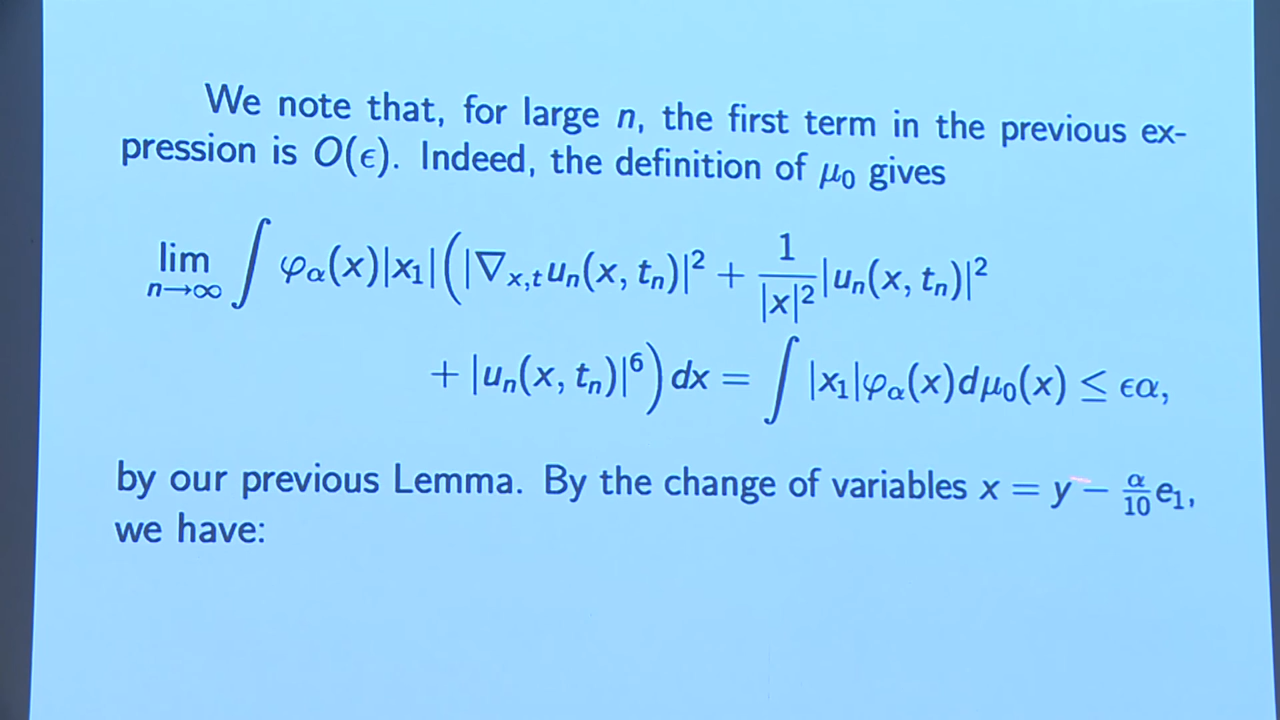 We note that, for large n, the first term in the previous ex-
pression is O(ϵ). Indeed, the definition of μ₀ gives
lim_{n→∞} ∫ φ_α(x)|x₁|(|∇_{x,t}u_n(x, t_n)|² + 1/|x|² |u_n(x, t_n)|²
+ |u_n(x, t_n)|⁶) dx = ∫ |x₁|φ_α(x)dμ₀(x) ≤ ϵα,
by our previous Lemma. By the change of variables x = y − α/10 e₁,
we have: